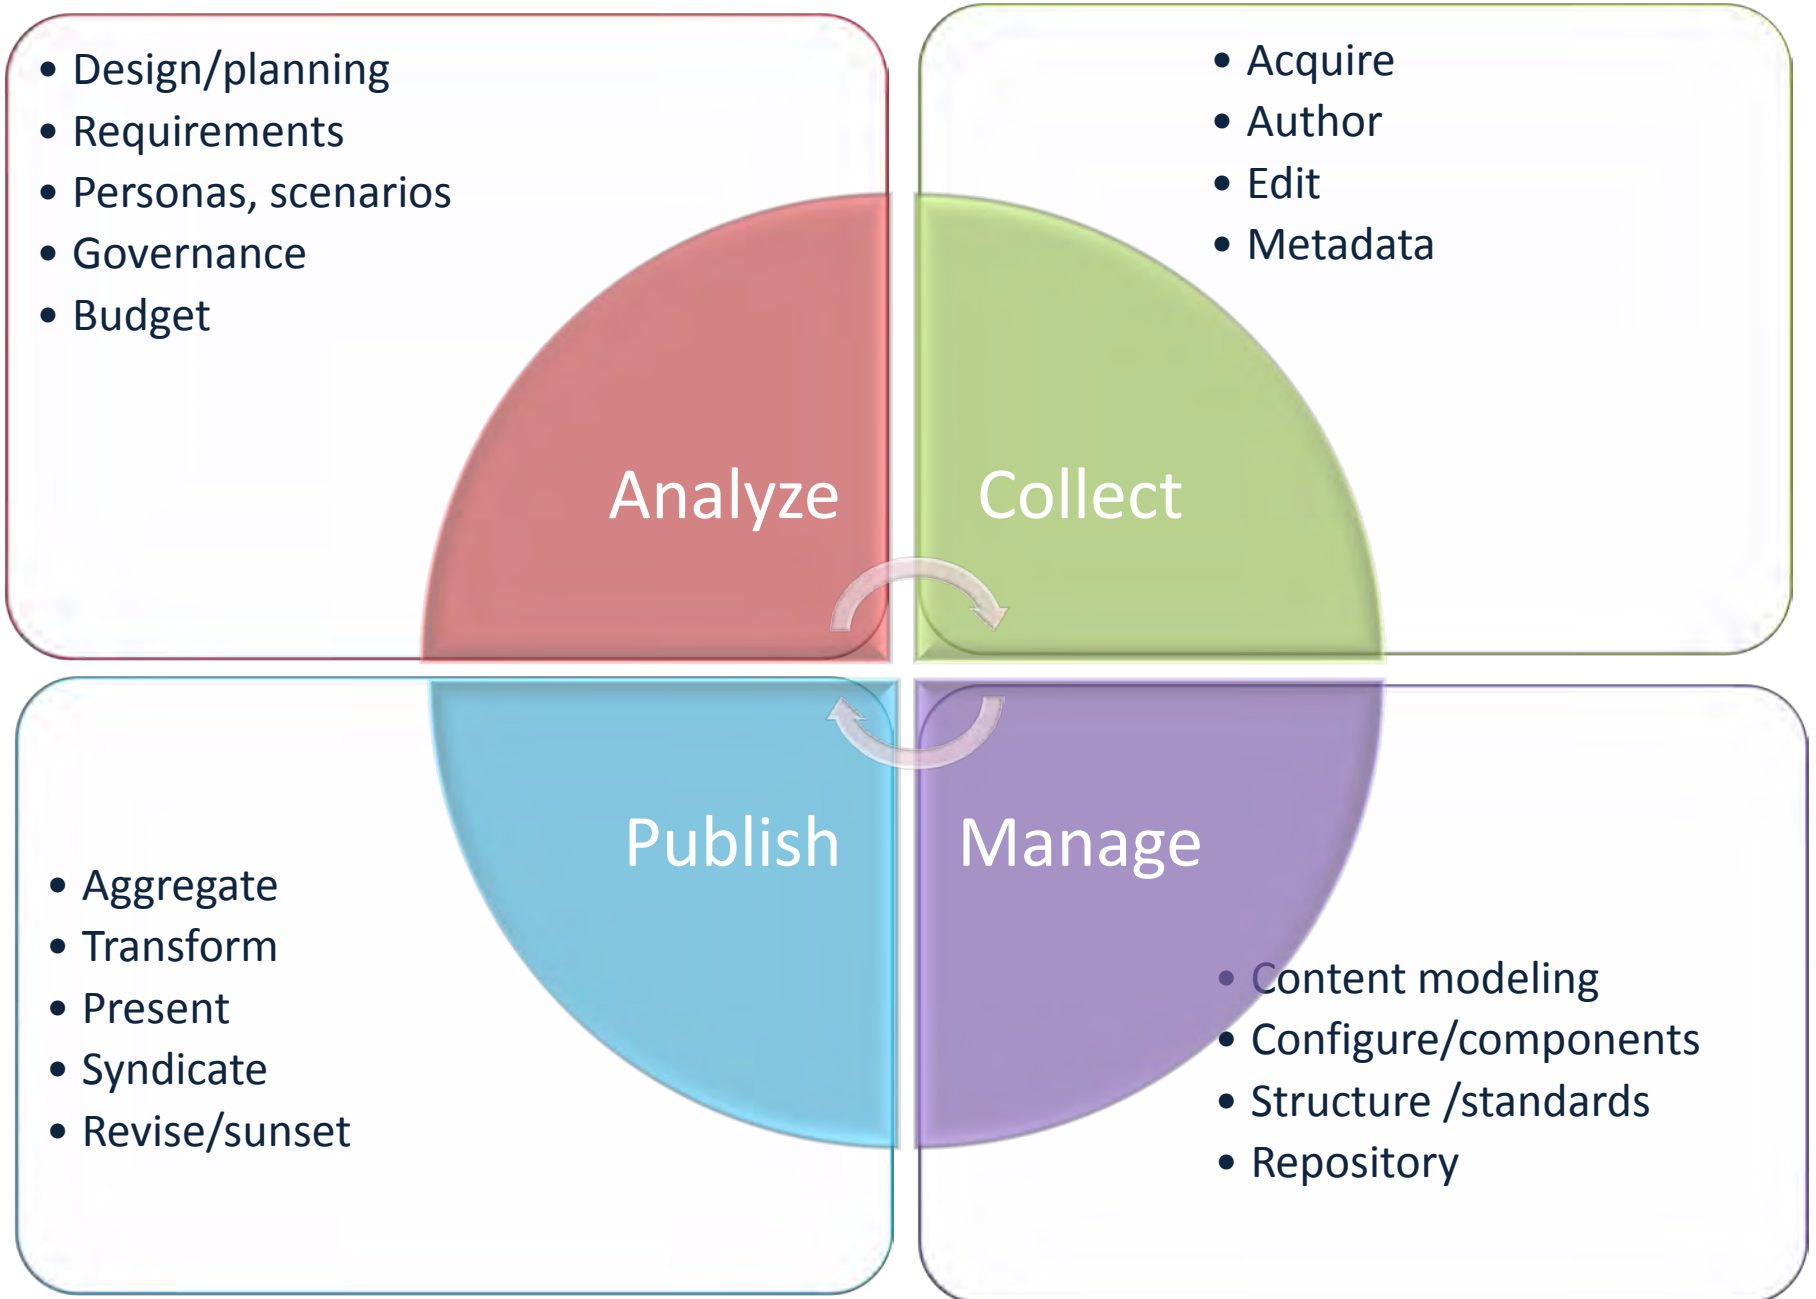 • Design/planning
• Requirements
• Personas, scenarios
• Governance
• Budget
Analyze
• Acquire
• Author
• Edit
• Metadata
Collect
Publish
• Aggregate
• Transform
• Present
• Syndicate
• Revise/sunset
Manage
• Content modeling
• Configure/components
• Structure /standards
• Repository